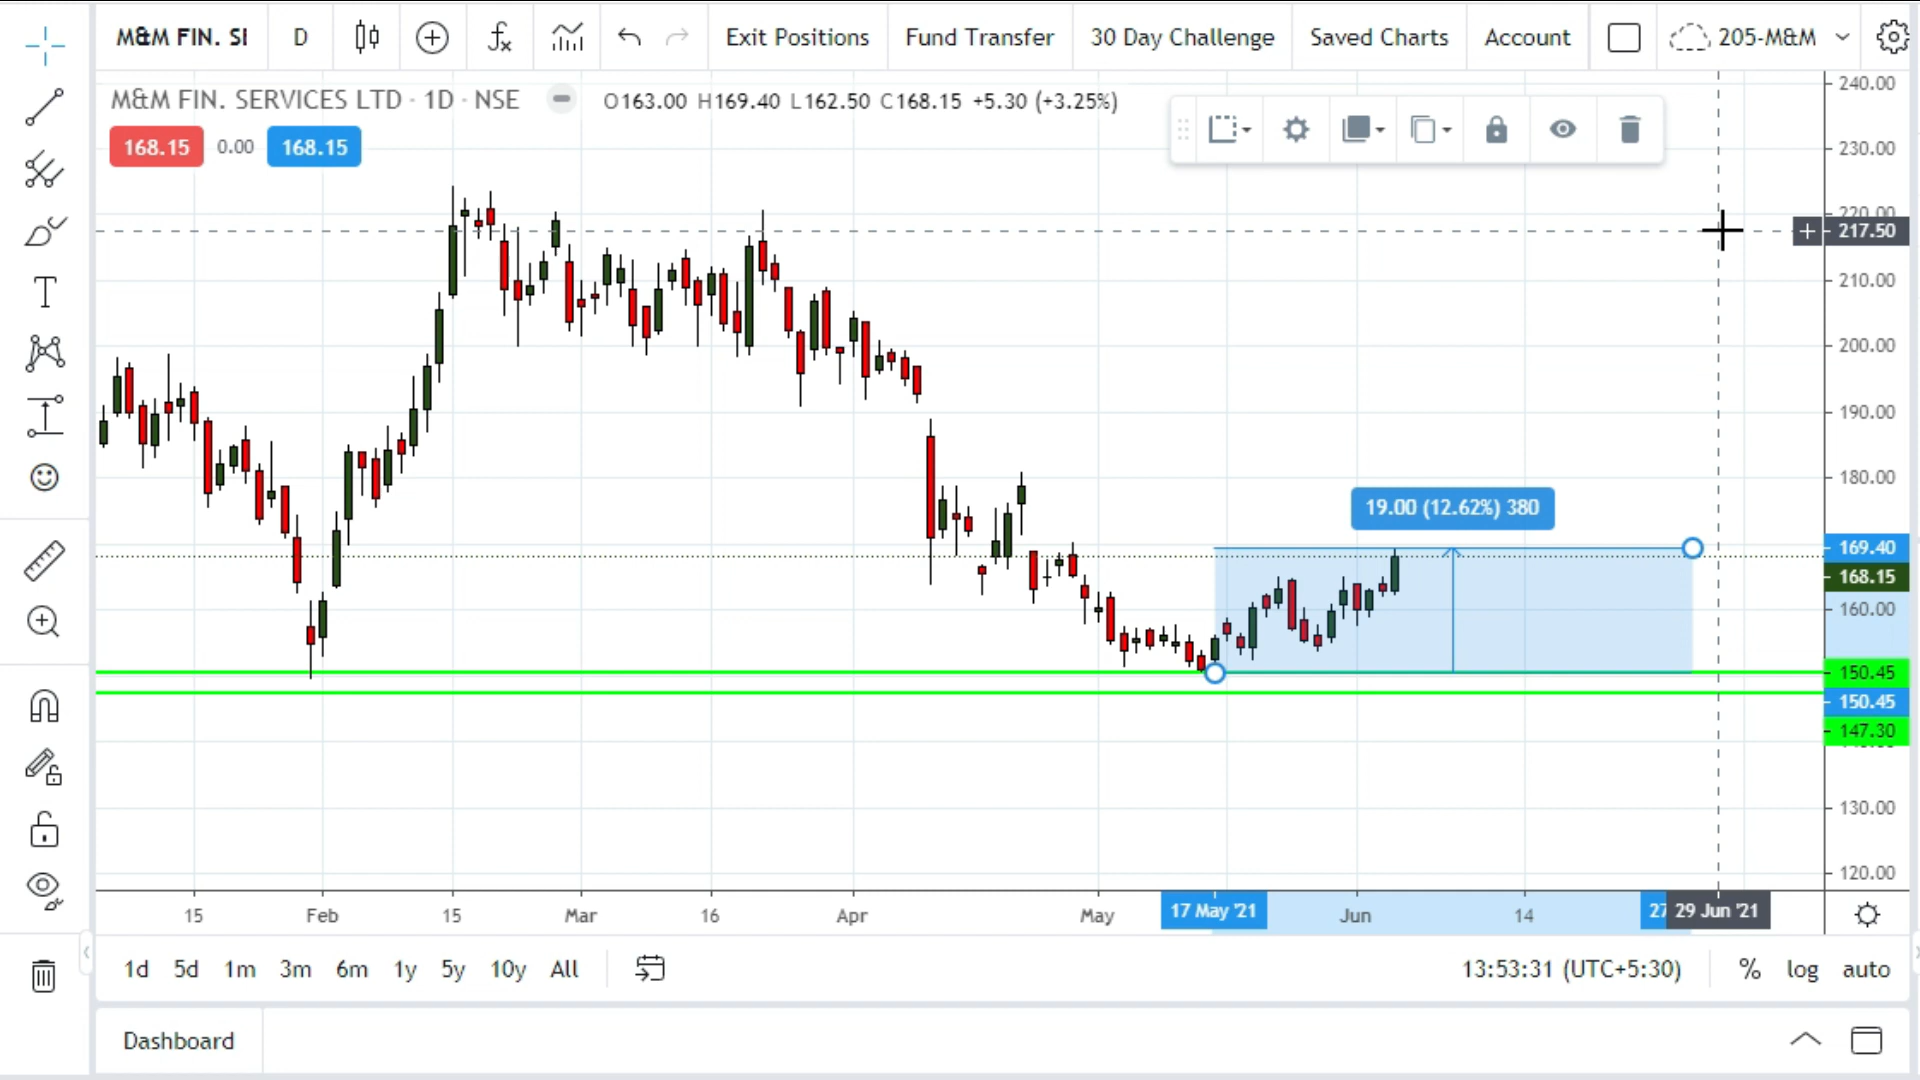 M&M FIN. SI D Exit Positions Fund Transfer 30 Day Challenge Saved Charts Account 205-M&M
M&M FIN. SERVICES LTD · 1D · NSE O163.00 H169.40 L162.50 C168.15 +5.30 (+3.25%)
168.15 0.00 168.15
240.00
230.00
220.00
217.50
210.00
200.00
190.00
180.00
19.00 (12.62%) 380
169.40
168.15
160.00
150.45
150.45
147.30
130.00
120.00
15 Feb 15 Mar 16 Apr May 17 May '21 Jun 14 27 29 Jun '21
1d 5d 1m 3m 6m 1y 5y 10y All 13:53:31 (UTC+5:30) % log auto
Dashboard